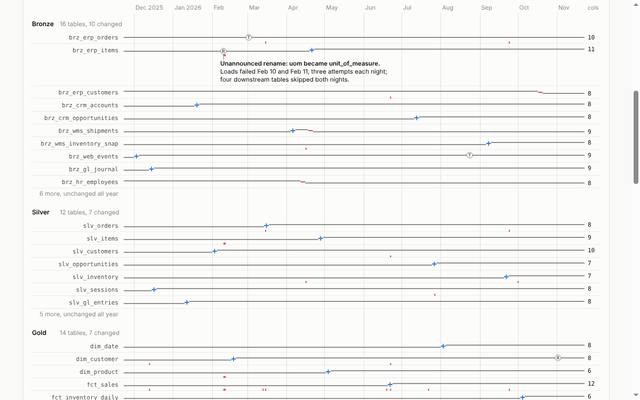 Dec 2025 Jan 2026 Feb Mar Apr May Jun Jul Aug Sep Oct Nov cols
Bronze 16 tables, 10 changed
brz_erp_orders T 10
brz_erp_items R 11
Unannounced rename: uom became unit_of_measure.
Loads failed Feb 10 and Feb 11, three attempts each night;
four downstream tables skipped both nights.
brz_erp_customers 8
brz_crm_accounts 8
brz_crm_opportunities 8
brz_wms_shipments 9
brz_wms_inventory_snap 8
brz_web_events T 9
brz_gl_journal 9
brz_hr_employees 8
6 more, unchanged all year
Silver 12 tables, 7 changed
slv_orders 8
slv_items 9
slv_customers 10
slv_opportunities 7
slv_inventory 7
slv_sessions 8
slv_gl_entries 8
5 more, unchanged all year
Gold 14 tables, 7 changed
dim_date 8
dim_customer 8
dim_product 6
fct_sales 12
fct_inventory_daily 6